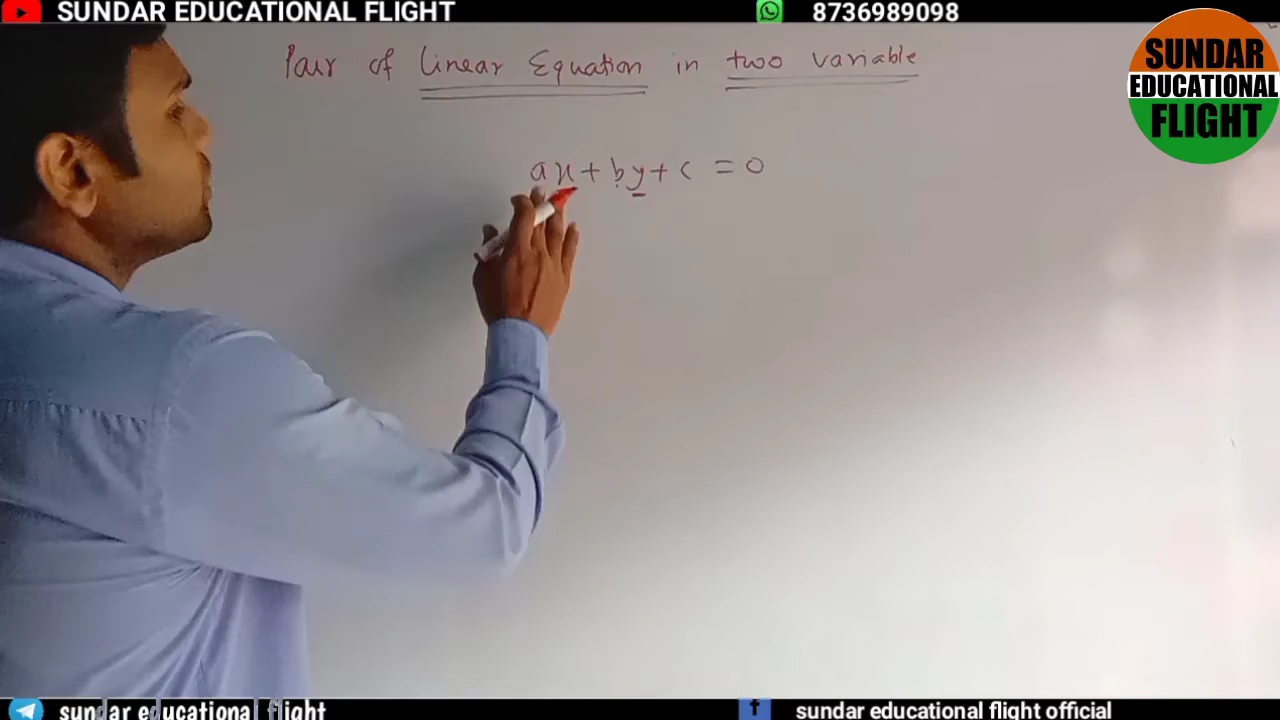 SUNDAR EDUCATIONAL FLIGHT
8736989098
SUNDAR
EDUCATIONAL
FLIGHT
Pair of Linear Equation in two variable
ax + by + c = 0
sundar educational flight
sundar educational flight official